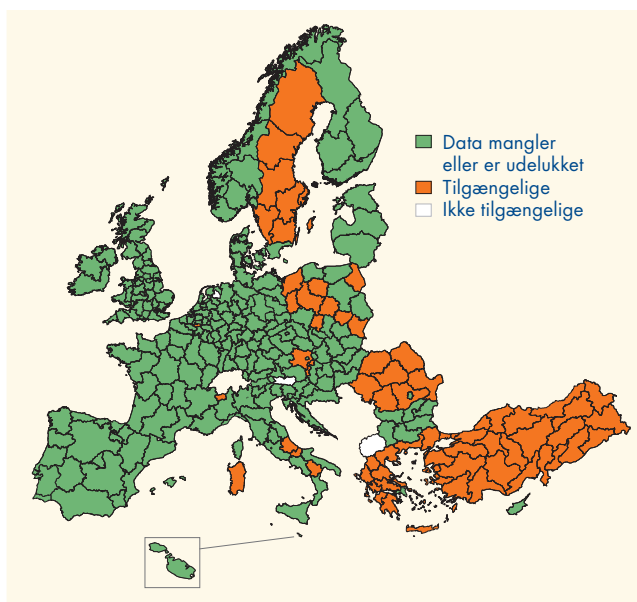 Data mangler
eller er udelukket
Tilgængelige
Ikke tilgængelige